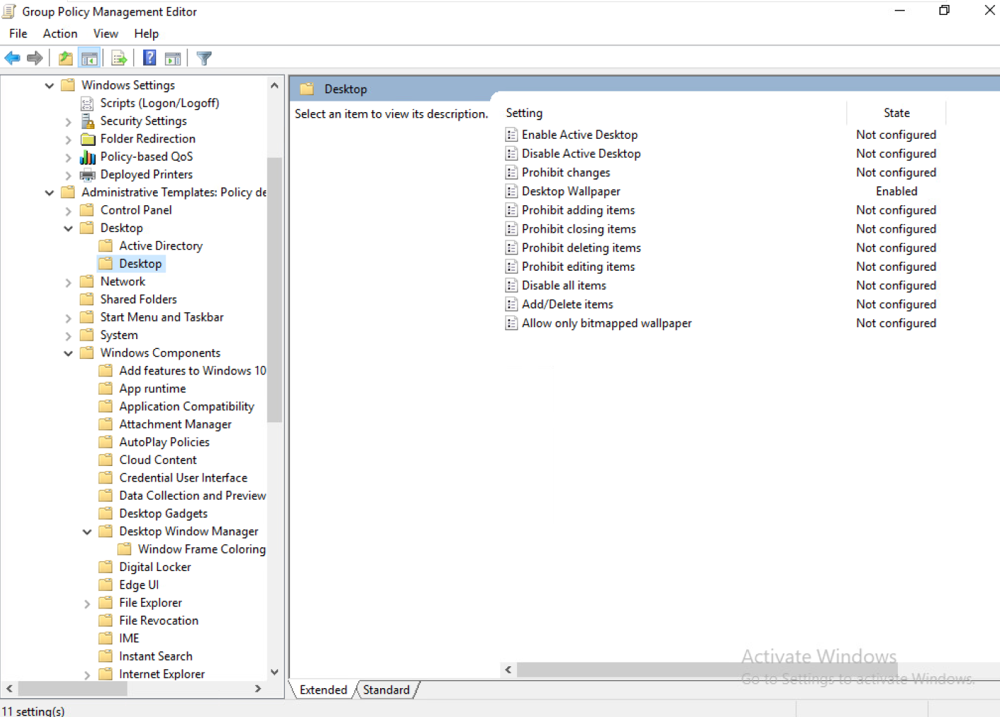 Group Policy Management Editor
File Action View Help
Windows Settings
Scripts (Logon/Logoff)
Security Settings
Folder Redirection
Policy-based QoS
Deployed Printers
Administrative Templates: Policy de
Control Panel
Desktop
Active Directory
Desktop
Network
Shared Folders
Start Menu and Taskbar
System
Windows Components
Add features to Windows 10
App runtime
Application Compatibility
Attachment Manager
AutoPlay Policies
Cloud Content
Credential User Interface
Data Collection and Preview
Desktop Gadgets
Desktop Window Manager
Window Frame Coloring
Digital Locker
Edge UI
File Explorer
File Revocation
IME
Instant Search
Internet Explorer
Desktop
Select an item to view its description.
Setting State
Enable Active Desktop Not configured
Disable Active Desktop Not configured
Prohibit changes Not configured
Desktop Wallpaper Enabled
Prohibit adding items Not configured
Prohibit closing items Not configured
Prohibit deleting items Not configured
Prohibit editing items Not configured
Disable all items Not configured
Add/Delete items Not configured
Allow only bitmapped wallpaper Not configured
Activate Windows
Go to Settings to activate Windows.
Extended Standard
11 setting(s)